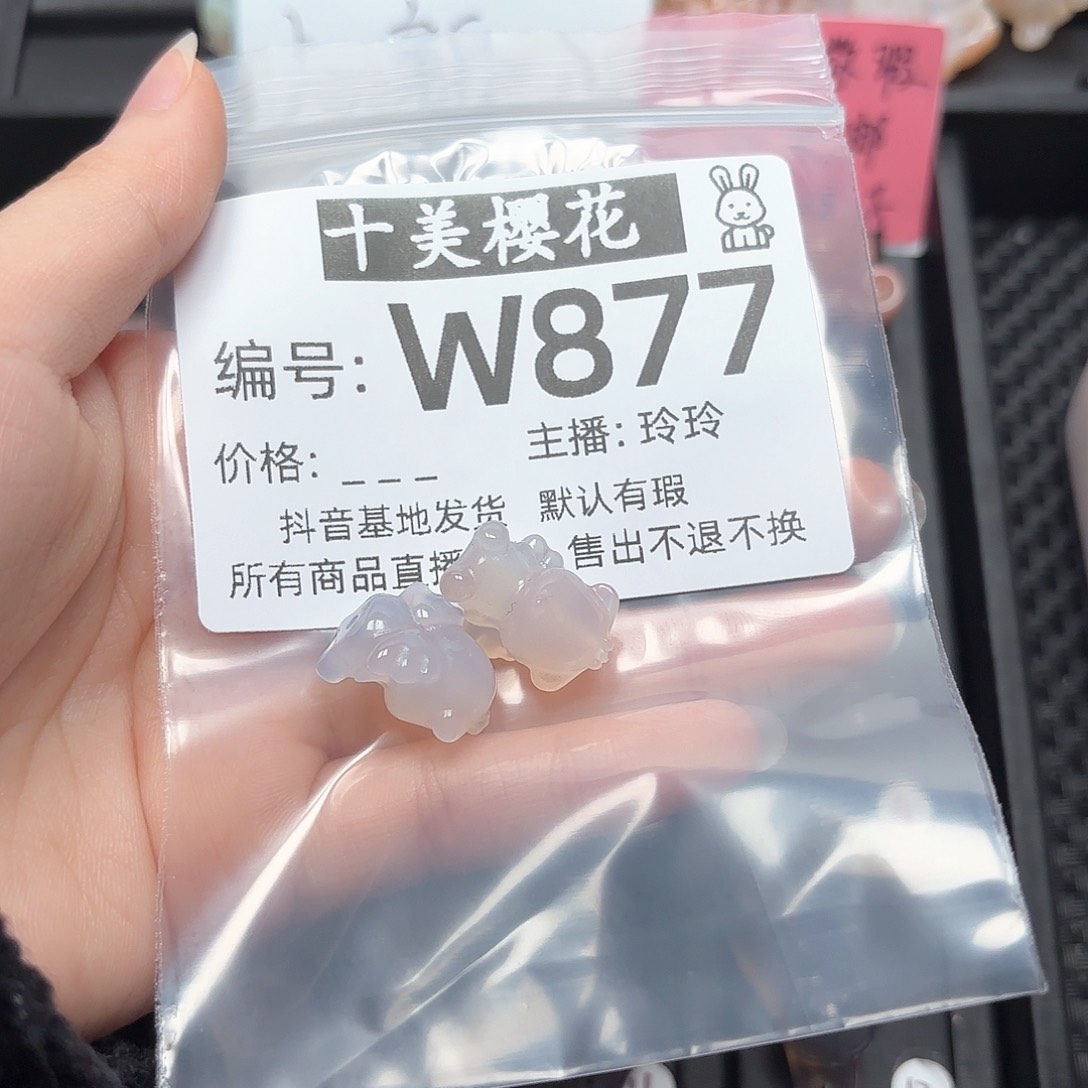 十美樱花
编号: W877
价格: _ _ _
主播: 玲玲
抖音基地发货 默认有瑕
所有商品直播 售出不退不换
瑕